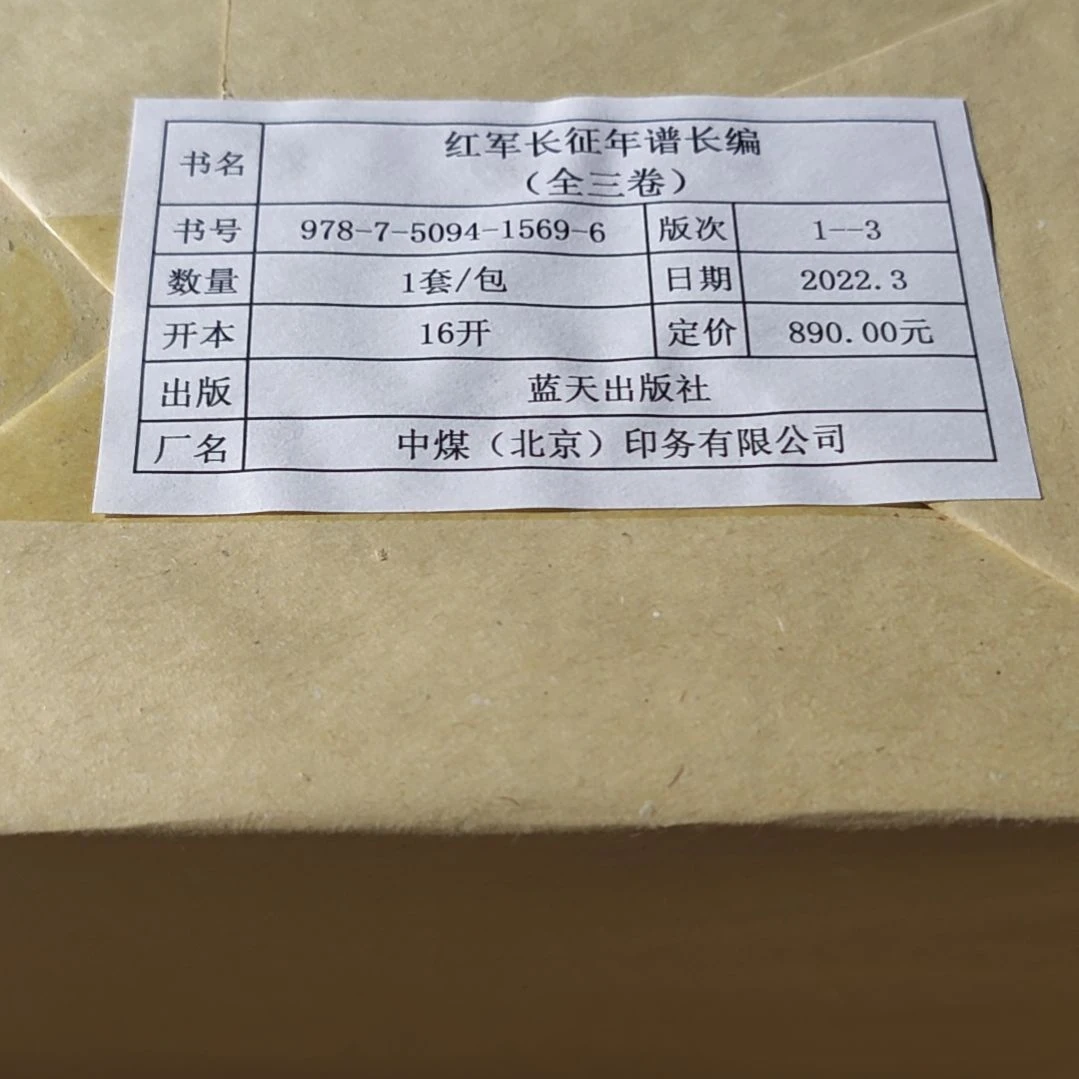 书名 红军长征年谱长编
（全三卷）
书号 978-7-5094-1569-6 版次 1--3
数量 1套/包 日期 2022.3
开本 16开 定价 890.00元
出版 蓝天出版社
厂名 中煤（北京）印务有限公司